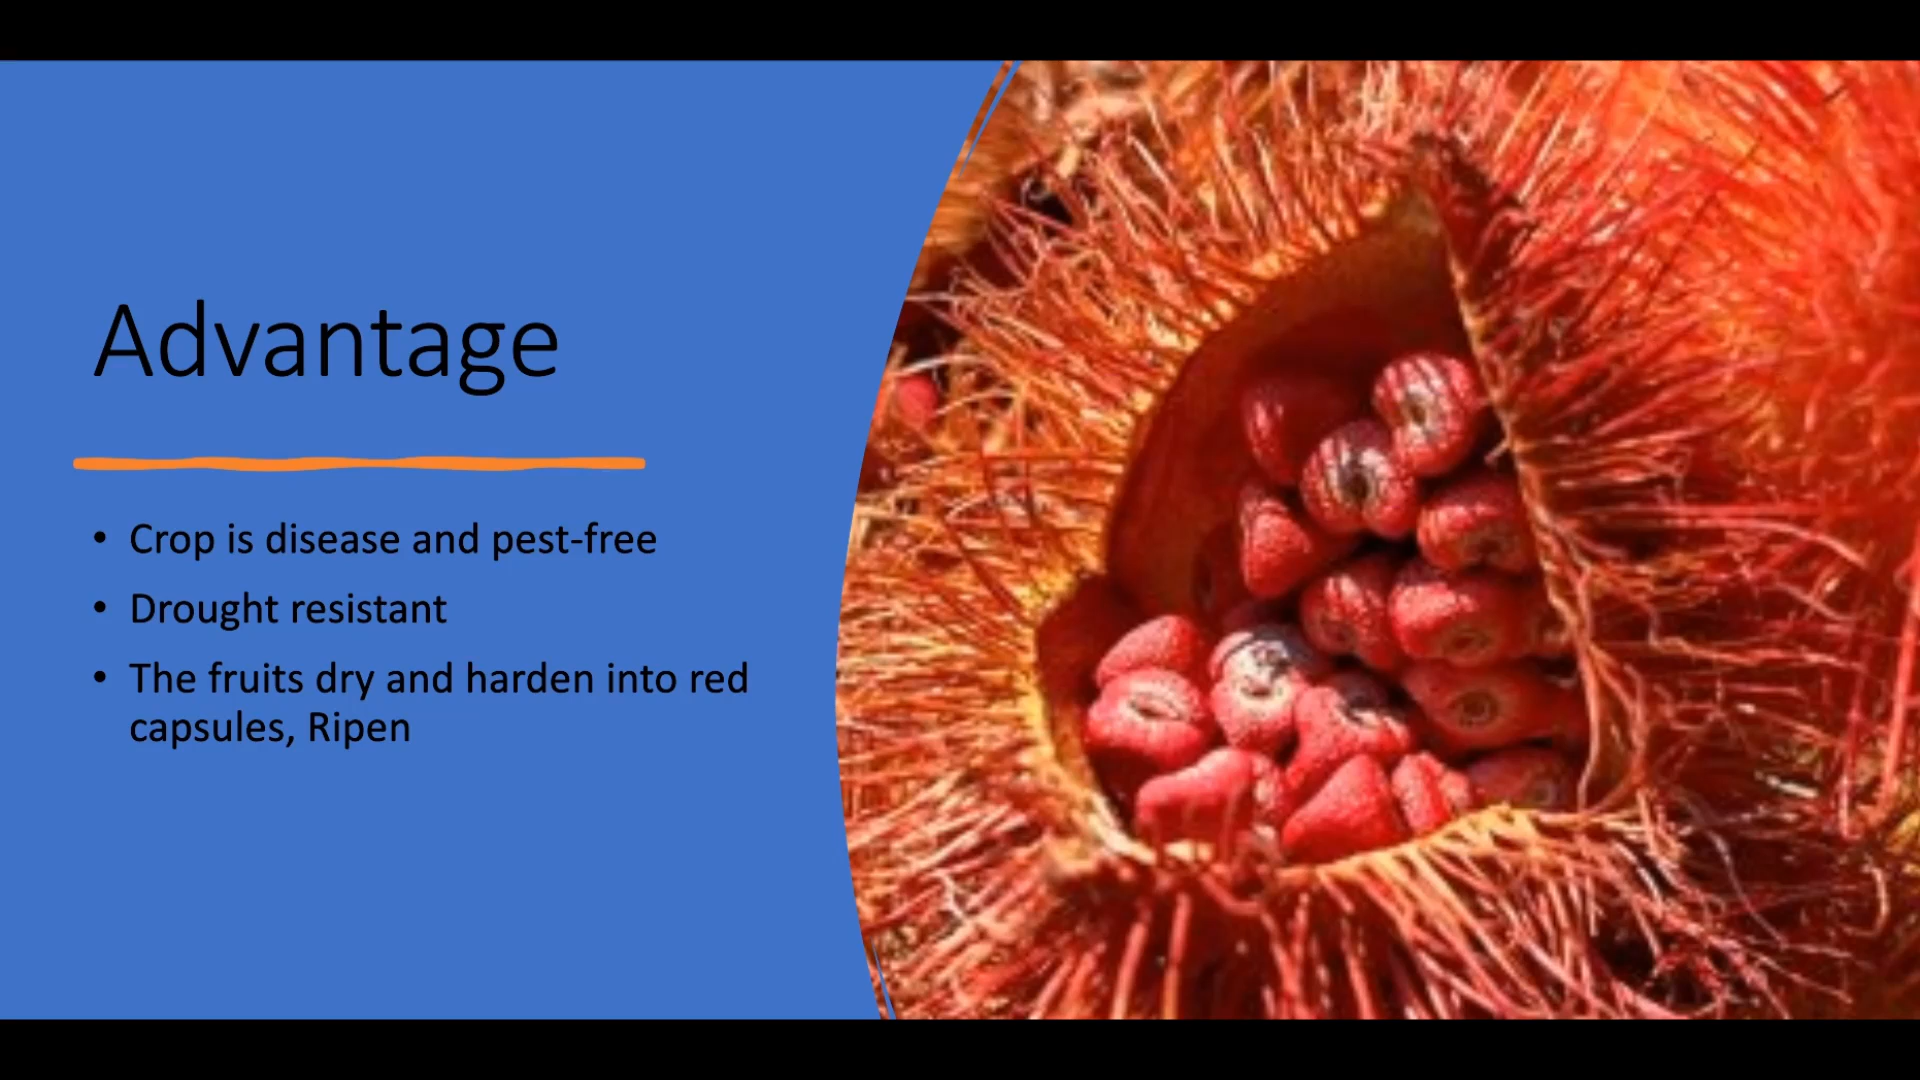 Advantage
• Crop is disease and pest-free
• Drought resistant
• The fruits dry and harden into red
capsules, Ripen